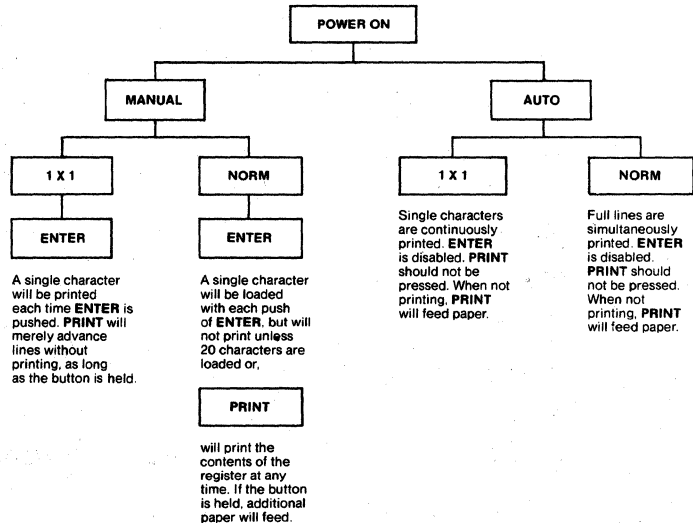 POWER ON
MANUAL
AUTO
1 X 1
NORM
1 X 1
NORM
ENTER
ENTER
A single character
will be printed
each time ENTER is
pushed. PRINT will
merely advance
lines without
printing, as long
as the button is held.
A single character
will be loaded
with each push
of ENTER, but will
not print unless
20 characters are
loaded or,
PRINT
will print the
contents of the
register at any
time. If the button
is held, additional
paper will feed.
Single characters
are continuously
printed. ENTER
is disabled. PRINT
should not be
pressed. When not
printing, PRINT
will feed paper.
Full lines are
simultaneously
printed. ENTER
is disabled.
PRINT should
not be pressed.
When not
printing, PRINT
will feed paper.